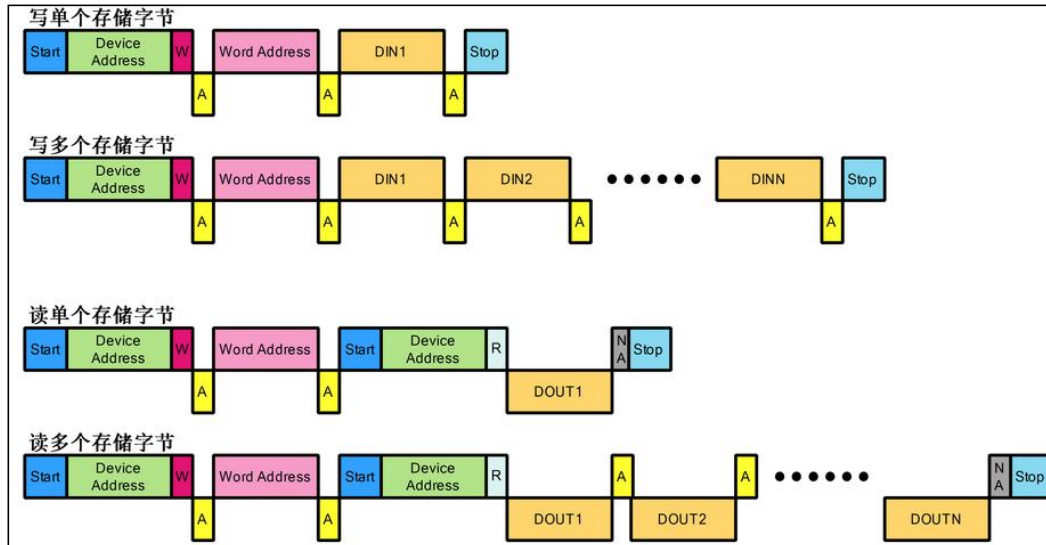 写单个存储字节
Start Device Address W Word Address DIN1 Stop
A A A
写多个存储字节
Start Device Address W Word Address DIN1 DIN2 DINN Stop
A A A A A
读单个存储字节
Start Device Address W Word Address Start Device Address R NA Stop
A A DOUT1
读多个存储字节
Start Device Address W Word Address Start Device Address R A A NA Stop
A A DOUT1 DOUT2 DOUTN